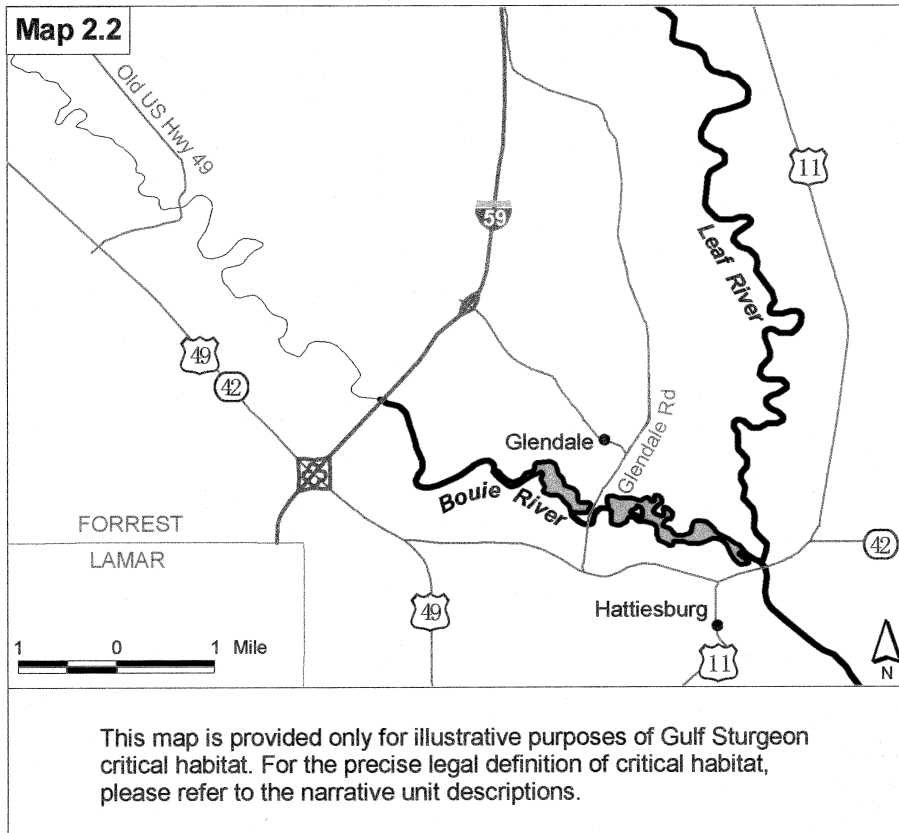 Map 2.2
Old US Hwy 49
11
59
Leaf River
49
42
Glendale
Glendale Rd
Bouie River
FORREST
LAMAR
42
49
Hattiesburg
11
1 0 1 Mile
N
This map is provided only for illustrative purposes of Gulf Sturgeon
critical habitat. For the precise legal definition of critical habitat,
please refer to the narrative unit descriptions.